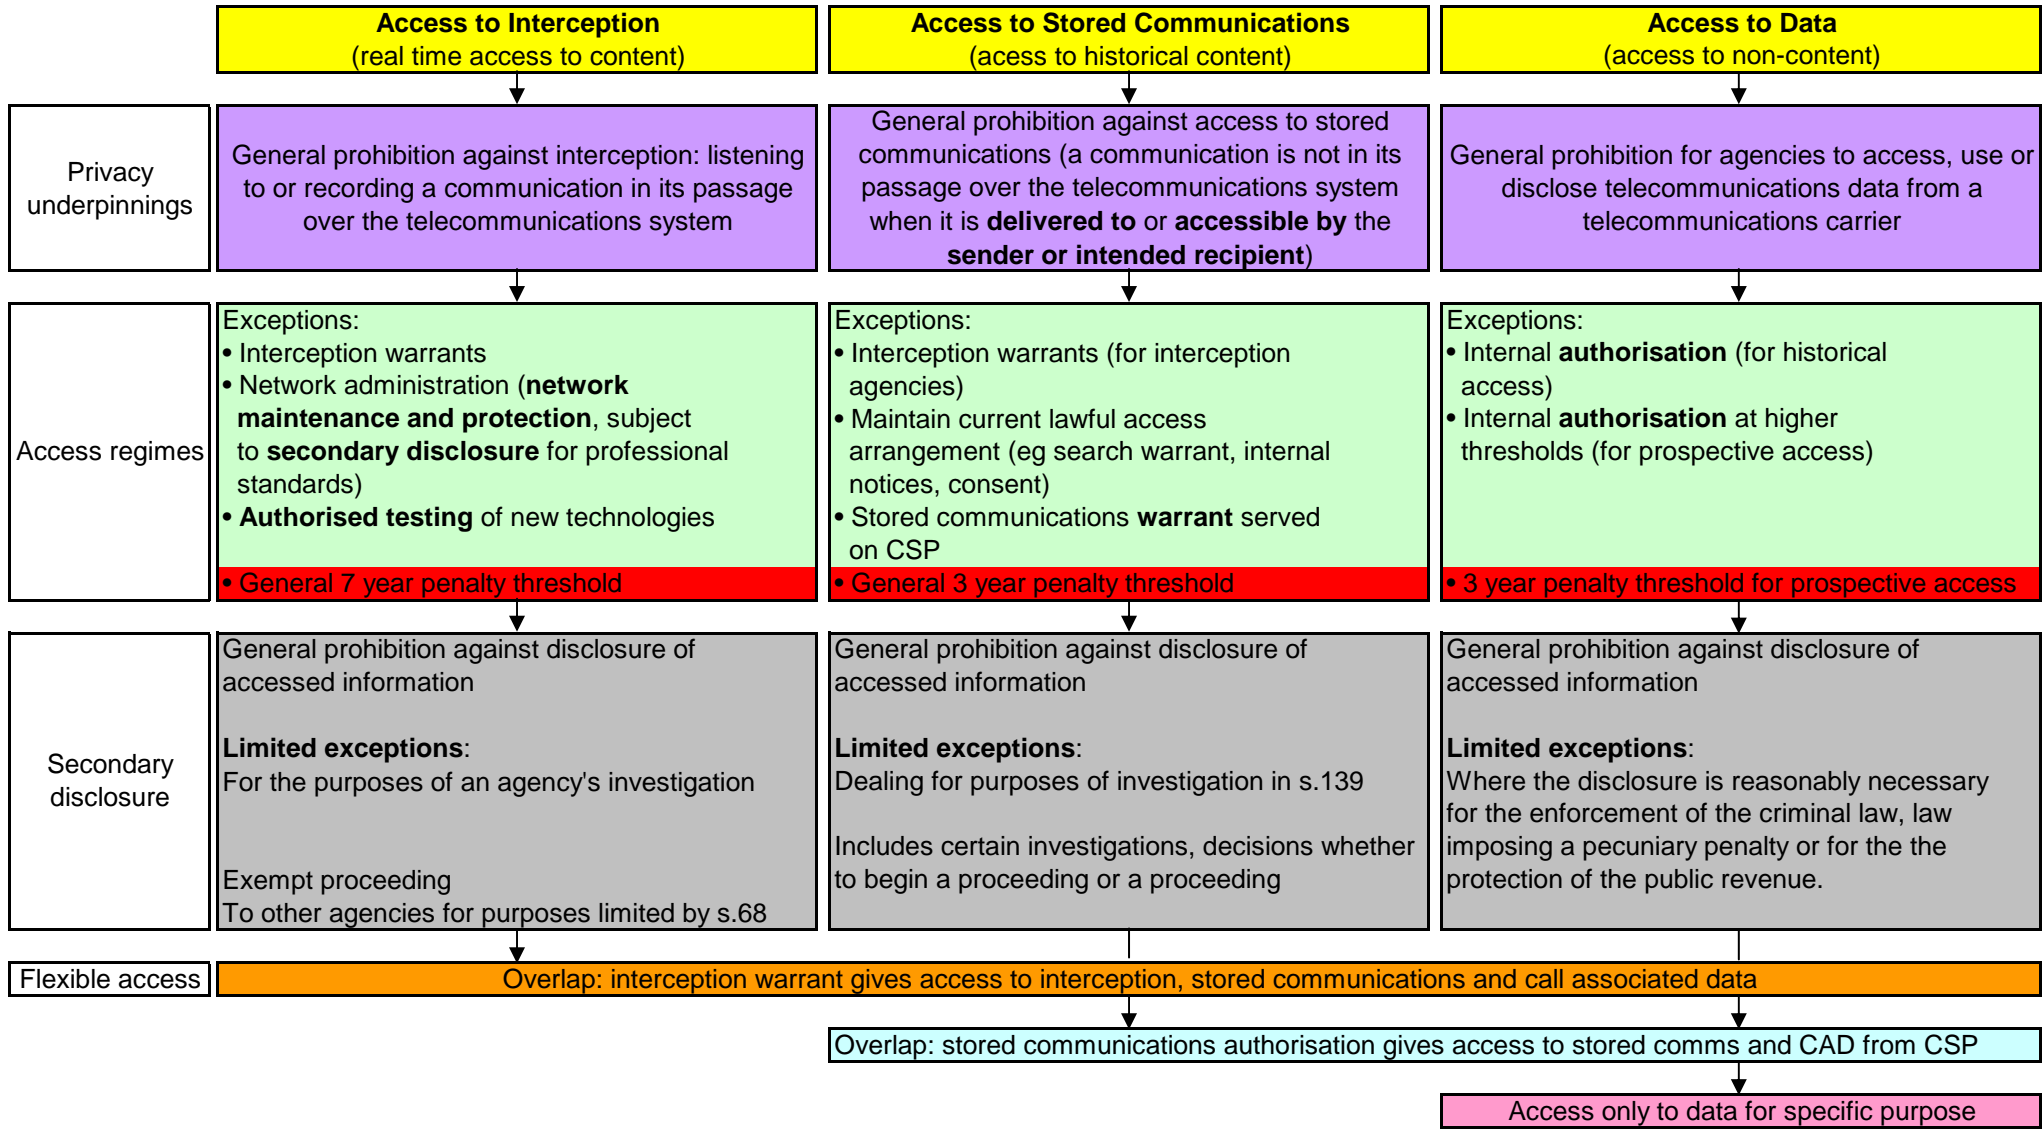 Access to Interception
(real time access to content)
Access to Stored Communications
(acess to historical content)
Access to Data
(access to non-content)
Privacy
underpinnings
General prohibition against interception: listening
to or recording a communication in its passage
over the telecommunications system
General prohibition against access to stored
communications (a communication is not in its
passage over the telecommunications system
when it is delivered to or accessible by the
sender or intended recipient)
General prohibition for agencies to access, use or
disclose telecommunications data from a
telecommunications carrier
Access regimes
Exceptions:
• Interception warrants
• Network administration (network
maintenance and protection, subject
to secondary disclosure for professional
standards)
• Authorised testing of new technologies
• General 7 year penalty threshold
Exceptions:
• Interception warrants (for interception
agencies)
• Maintain current lawful access
arrangement (eg search warrant, internal
notices, consent)
• Stored communications warrant served
on CSP
• General 3 year penalty threshold
Exceptions:
• Internal authorisation (for historical
access)
• Internal authorisation at higher
thresholds (for prospective access)
• 3 year penalty threshold for prospective access
Secondary
disclosure
General prohibition against disclosure of
accessed information
Limited exceptions:
For the purposes of an agency's investigation
Exempt proceeding
To other agencies for purposes limited by s.68
General prohibition against disclosure of
accessed information
Limited exceptions:
Dealing for purposes of investigation in s.139
Includes certain investigations, decisions whether
to begin a proceeding or a proceeding
General prohibition against disclosure of
accessed information
Limited exceptions:
Where the disclosure is reasonably necessary
for the enforcement of the criminal law, law
imposing a pecuniary penalty or for the the
protection of the public revenue.
Flexible access
Overlap: interception warrant gives access to interception, stored communications and call associated data
Overlap: stored communications authorisation gives access to stored comms and CAD from CSP
Access only to data for specific purpose